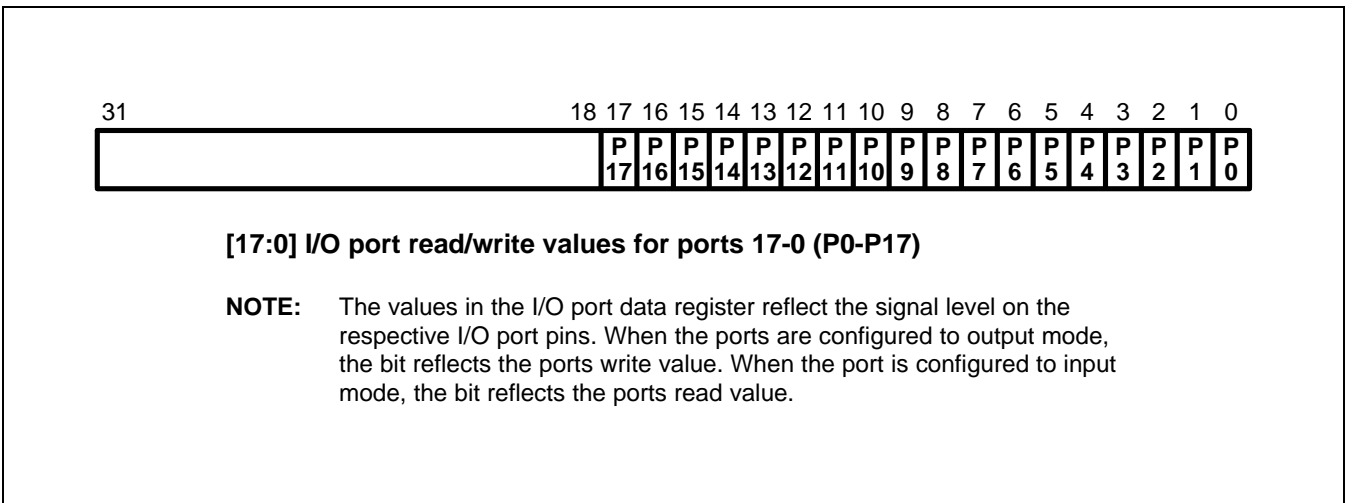 31 18 17 16 15 14 13 12 11 10 9 8 7 6 5 4 3 2 1 0
P P P P P P P P P P P P P P P P P P
17 16 15 14 13 12 11 10 9 8 7 6 5 4 3 2 1 0
[17:0] I/O port read/write values for ports 17-0 (P0-P17)
NOTE: The values in the I/O port data register reflect the signal level on the
respective I/O port pins. When the ports are configured to output mode,
the bit reflects the ports write value. When the port is configured to input
mode, the bit reflects the ports read value.